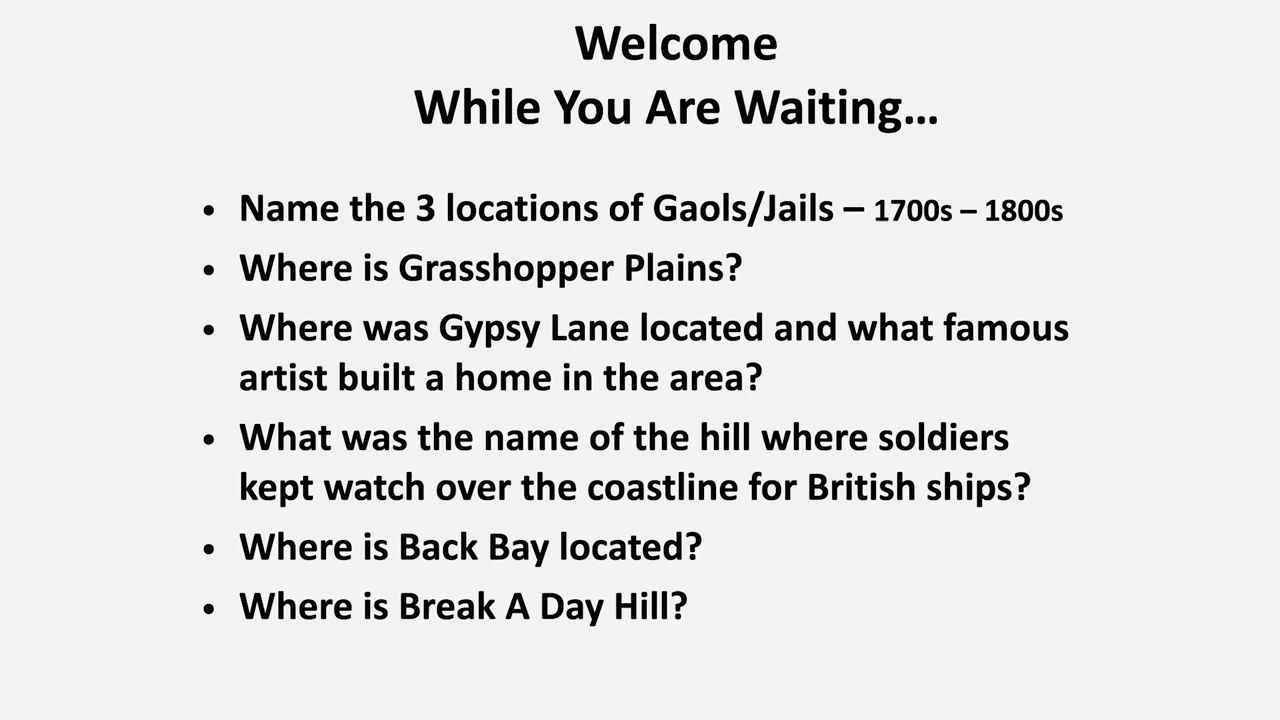 Welcome
While You Are Waiting…
• Name the 3 locations of Gaols/Jails – 1700s – 1800s
• Where is Grasshopper Plains?
• Where was Gypsy Lane located and what famous
artist built a home in the area?
• What was the name of the hill where soldiers
kept watch over the coastline for British ships?
• Where is Back Bay located?
• Where is Break A Day Hill?